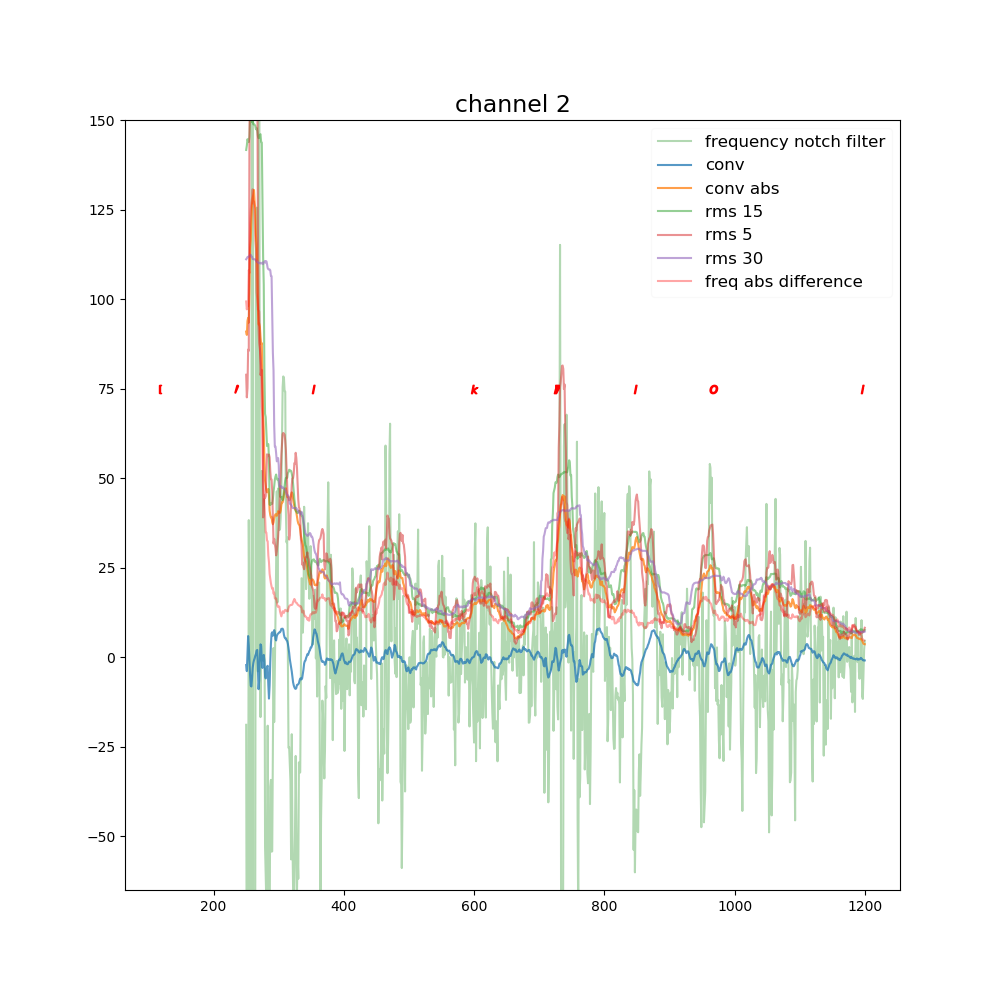 channel 2
150
125
100
75
50
25
0
−25
−50
frequency notch filter
conv
conv abs
rms 15
rms 5
rms 30
freq abs difference
k
200
400
600
800
1000
1200